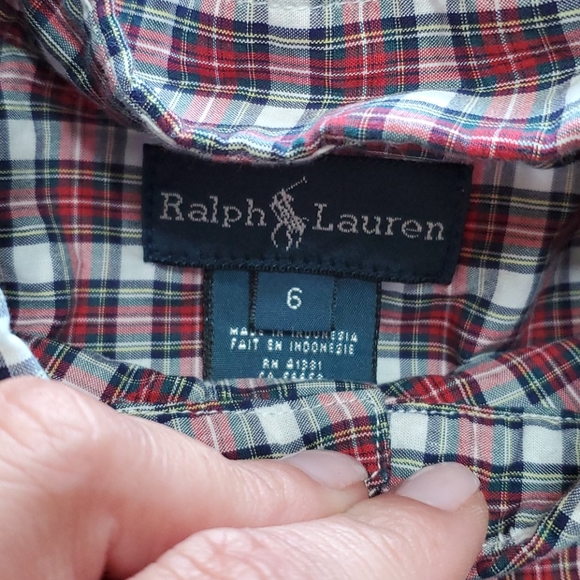 Ralph Lauren
6
MADE IN INDONESIA
FAIT EN INDONESIE
RN 41381